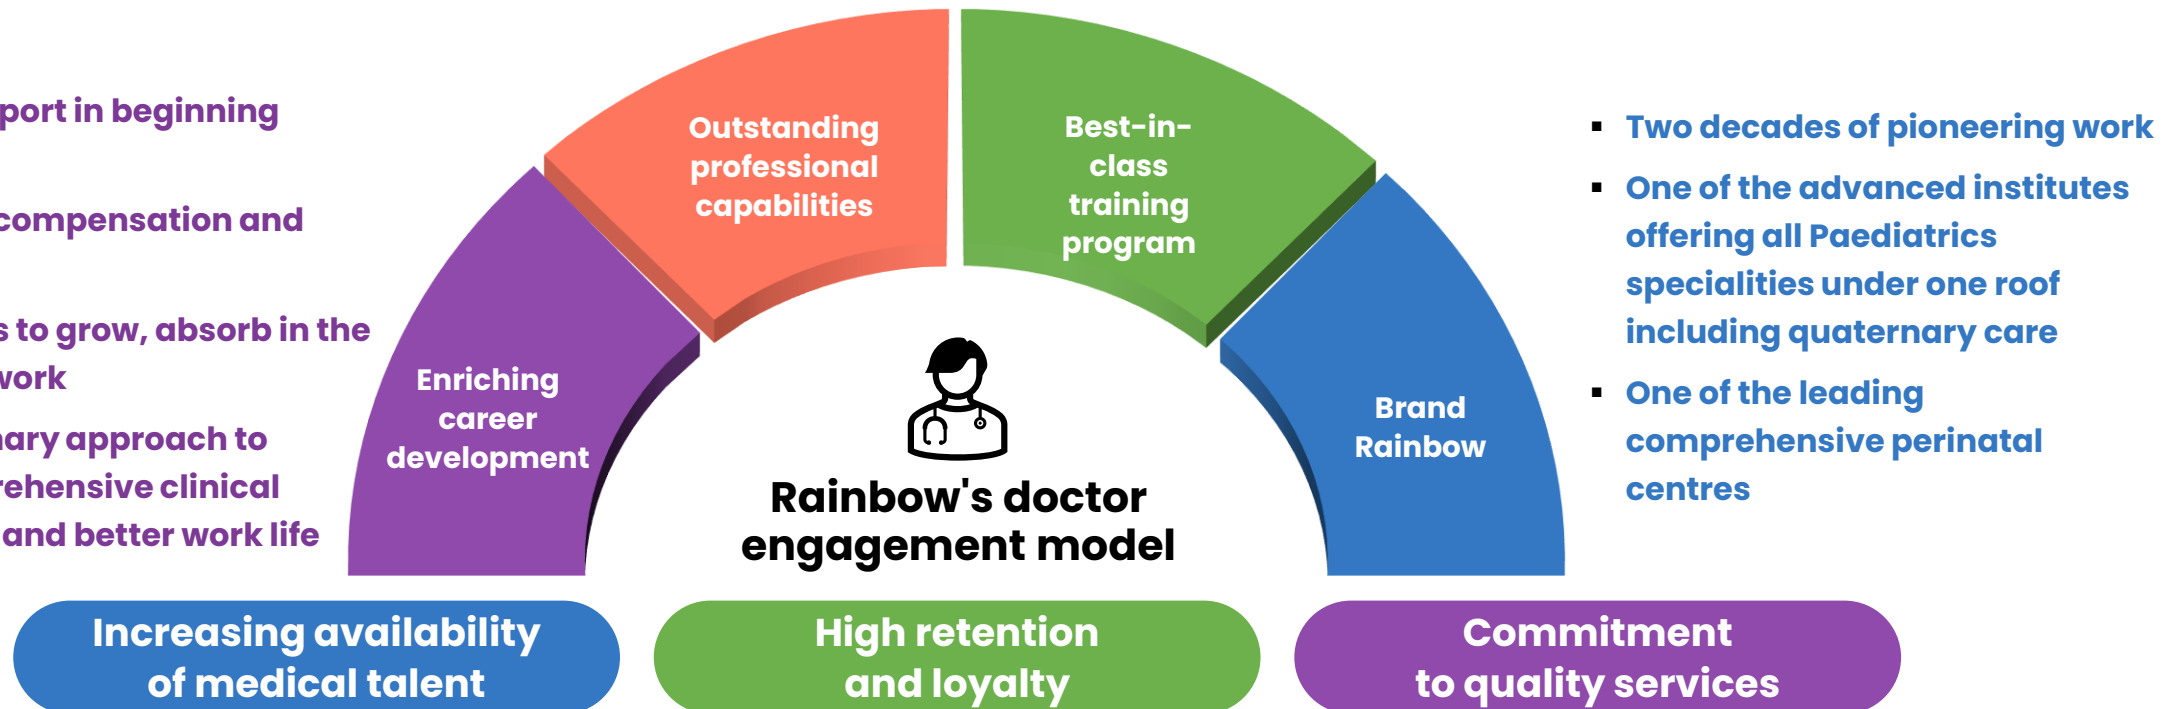 beginning
port in
compensation and
to grow, absorb in the
work
approach to
clinical
and better work life
Enriching
career
development
Outstanding
professional
capabilities
Best-in-
class
training
program
Brand
Rainbow
Rainbow's doctor
engagement model
▪ Two decades of pioneering work
▪ One of the advanced institutes
offering all Paediatrics
specialities under one roof
including quaternary care
▪ One of the leading
comprehensive perinatal
centres
Increasing availability
of medical talent
High retention
and loyalty
Commitment
to quality services